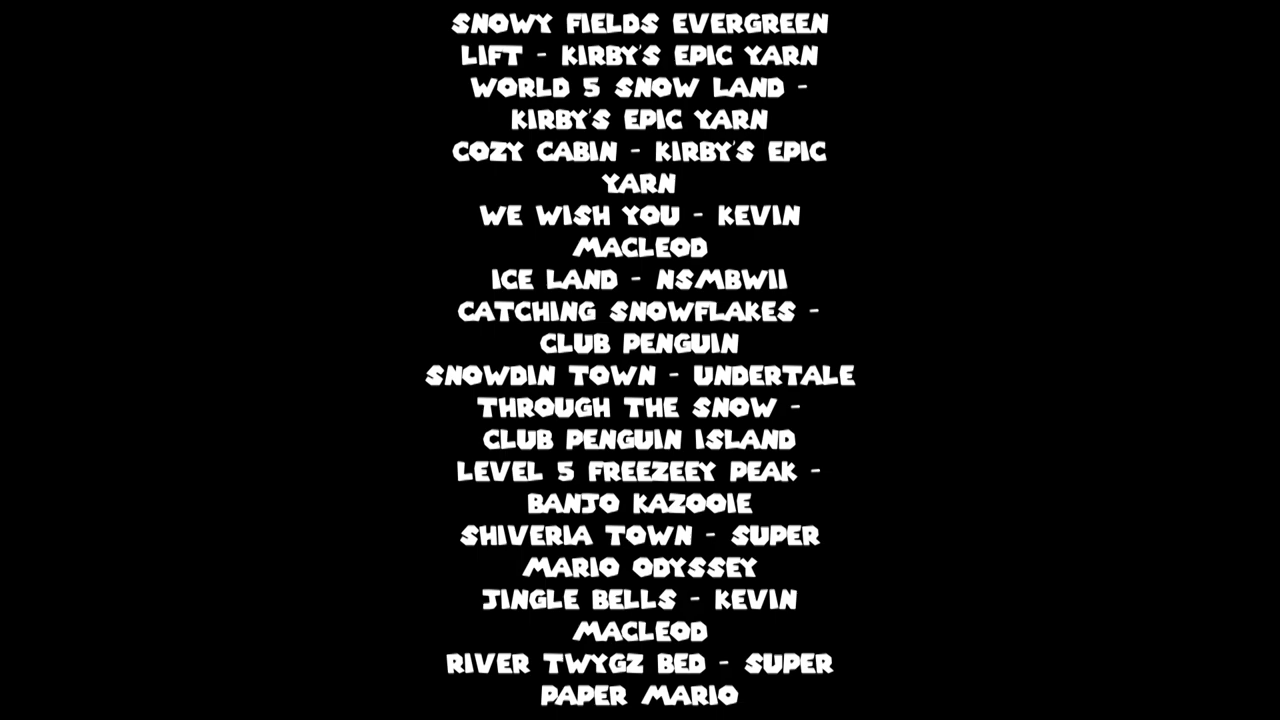 SNOWY FIELDS EVERGREEN
LIFT - KIRBY'S EPIC YARN
WORLD 5 SNOW LAND -
KIRBY'S EPIC YARN
COZY CABIN - KIRBY'S EPIC
YARN
WE WISH YOU - KEVIN
MACLEOD
ICE LAND - NSMBWII
CATCHING SNOWFLAKES -
CLUB PENGUIN
SNOWDIN TOWN - UNDERTALE
THROUGH THE SNOW -
CLUB PENGUIN ISLAND
LEVEL 5 FREEZEEY PEAK -
BANJO KAZOOIE
SHIVERIA TOWN - SUPER
MARIO ODYSSEY
JINGLE BELLS - KEVIN
MACLEOD
RIVER TWYGZ BED - SUPER
PAPER MARIO